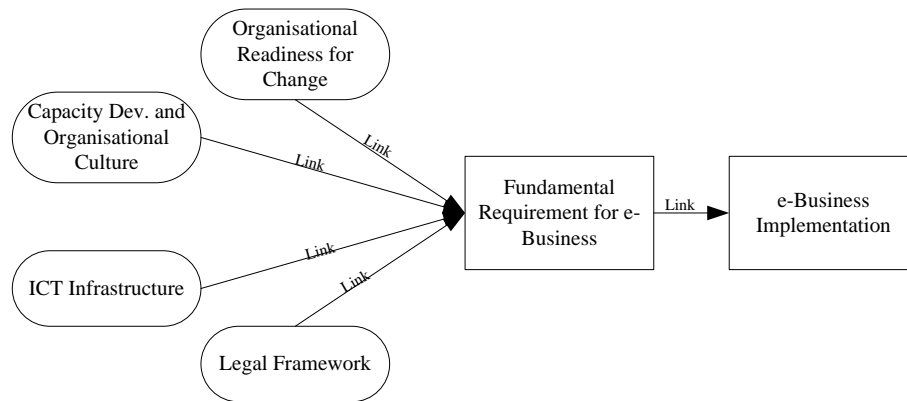 Organisational
Readiness for
Change
Capacity Dev. and
Organisational
Culture
Link
Link
Fundamental
Requirement for e-
Business
Link
e-Business
Implementation
Link
ICT Infrastructure
Link
Legal Framework